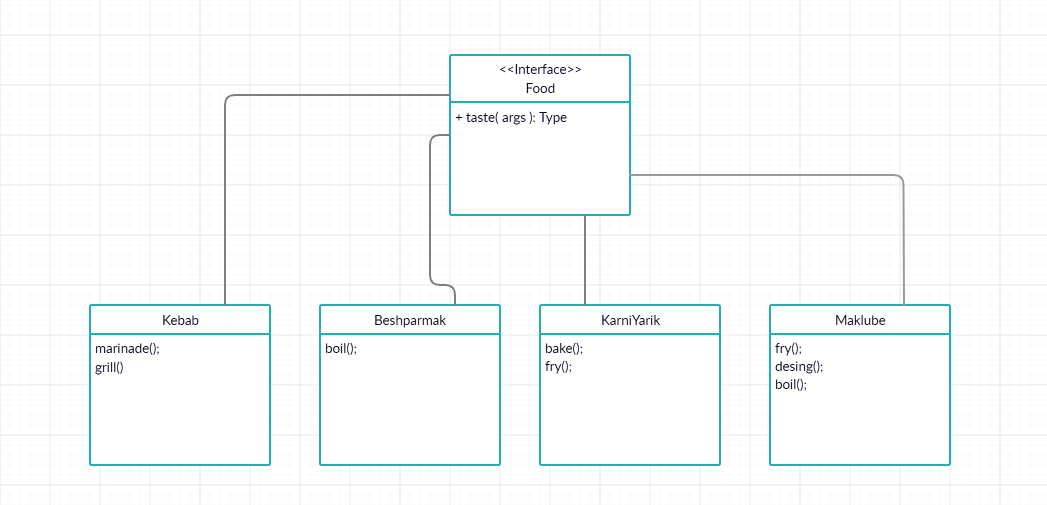 <<Interface>>
Food
+ taste( args ): Type
Kebab
marinade();
grill()
Beshparmak
boil();
KarniYarik
bake();
fry();
Maklube
fry();
desing();
boil();